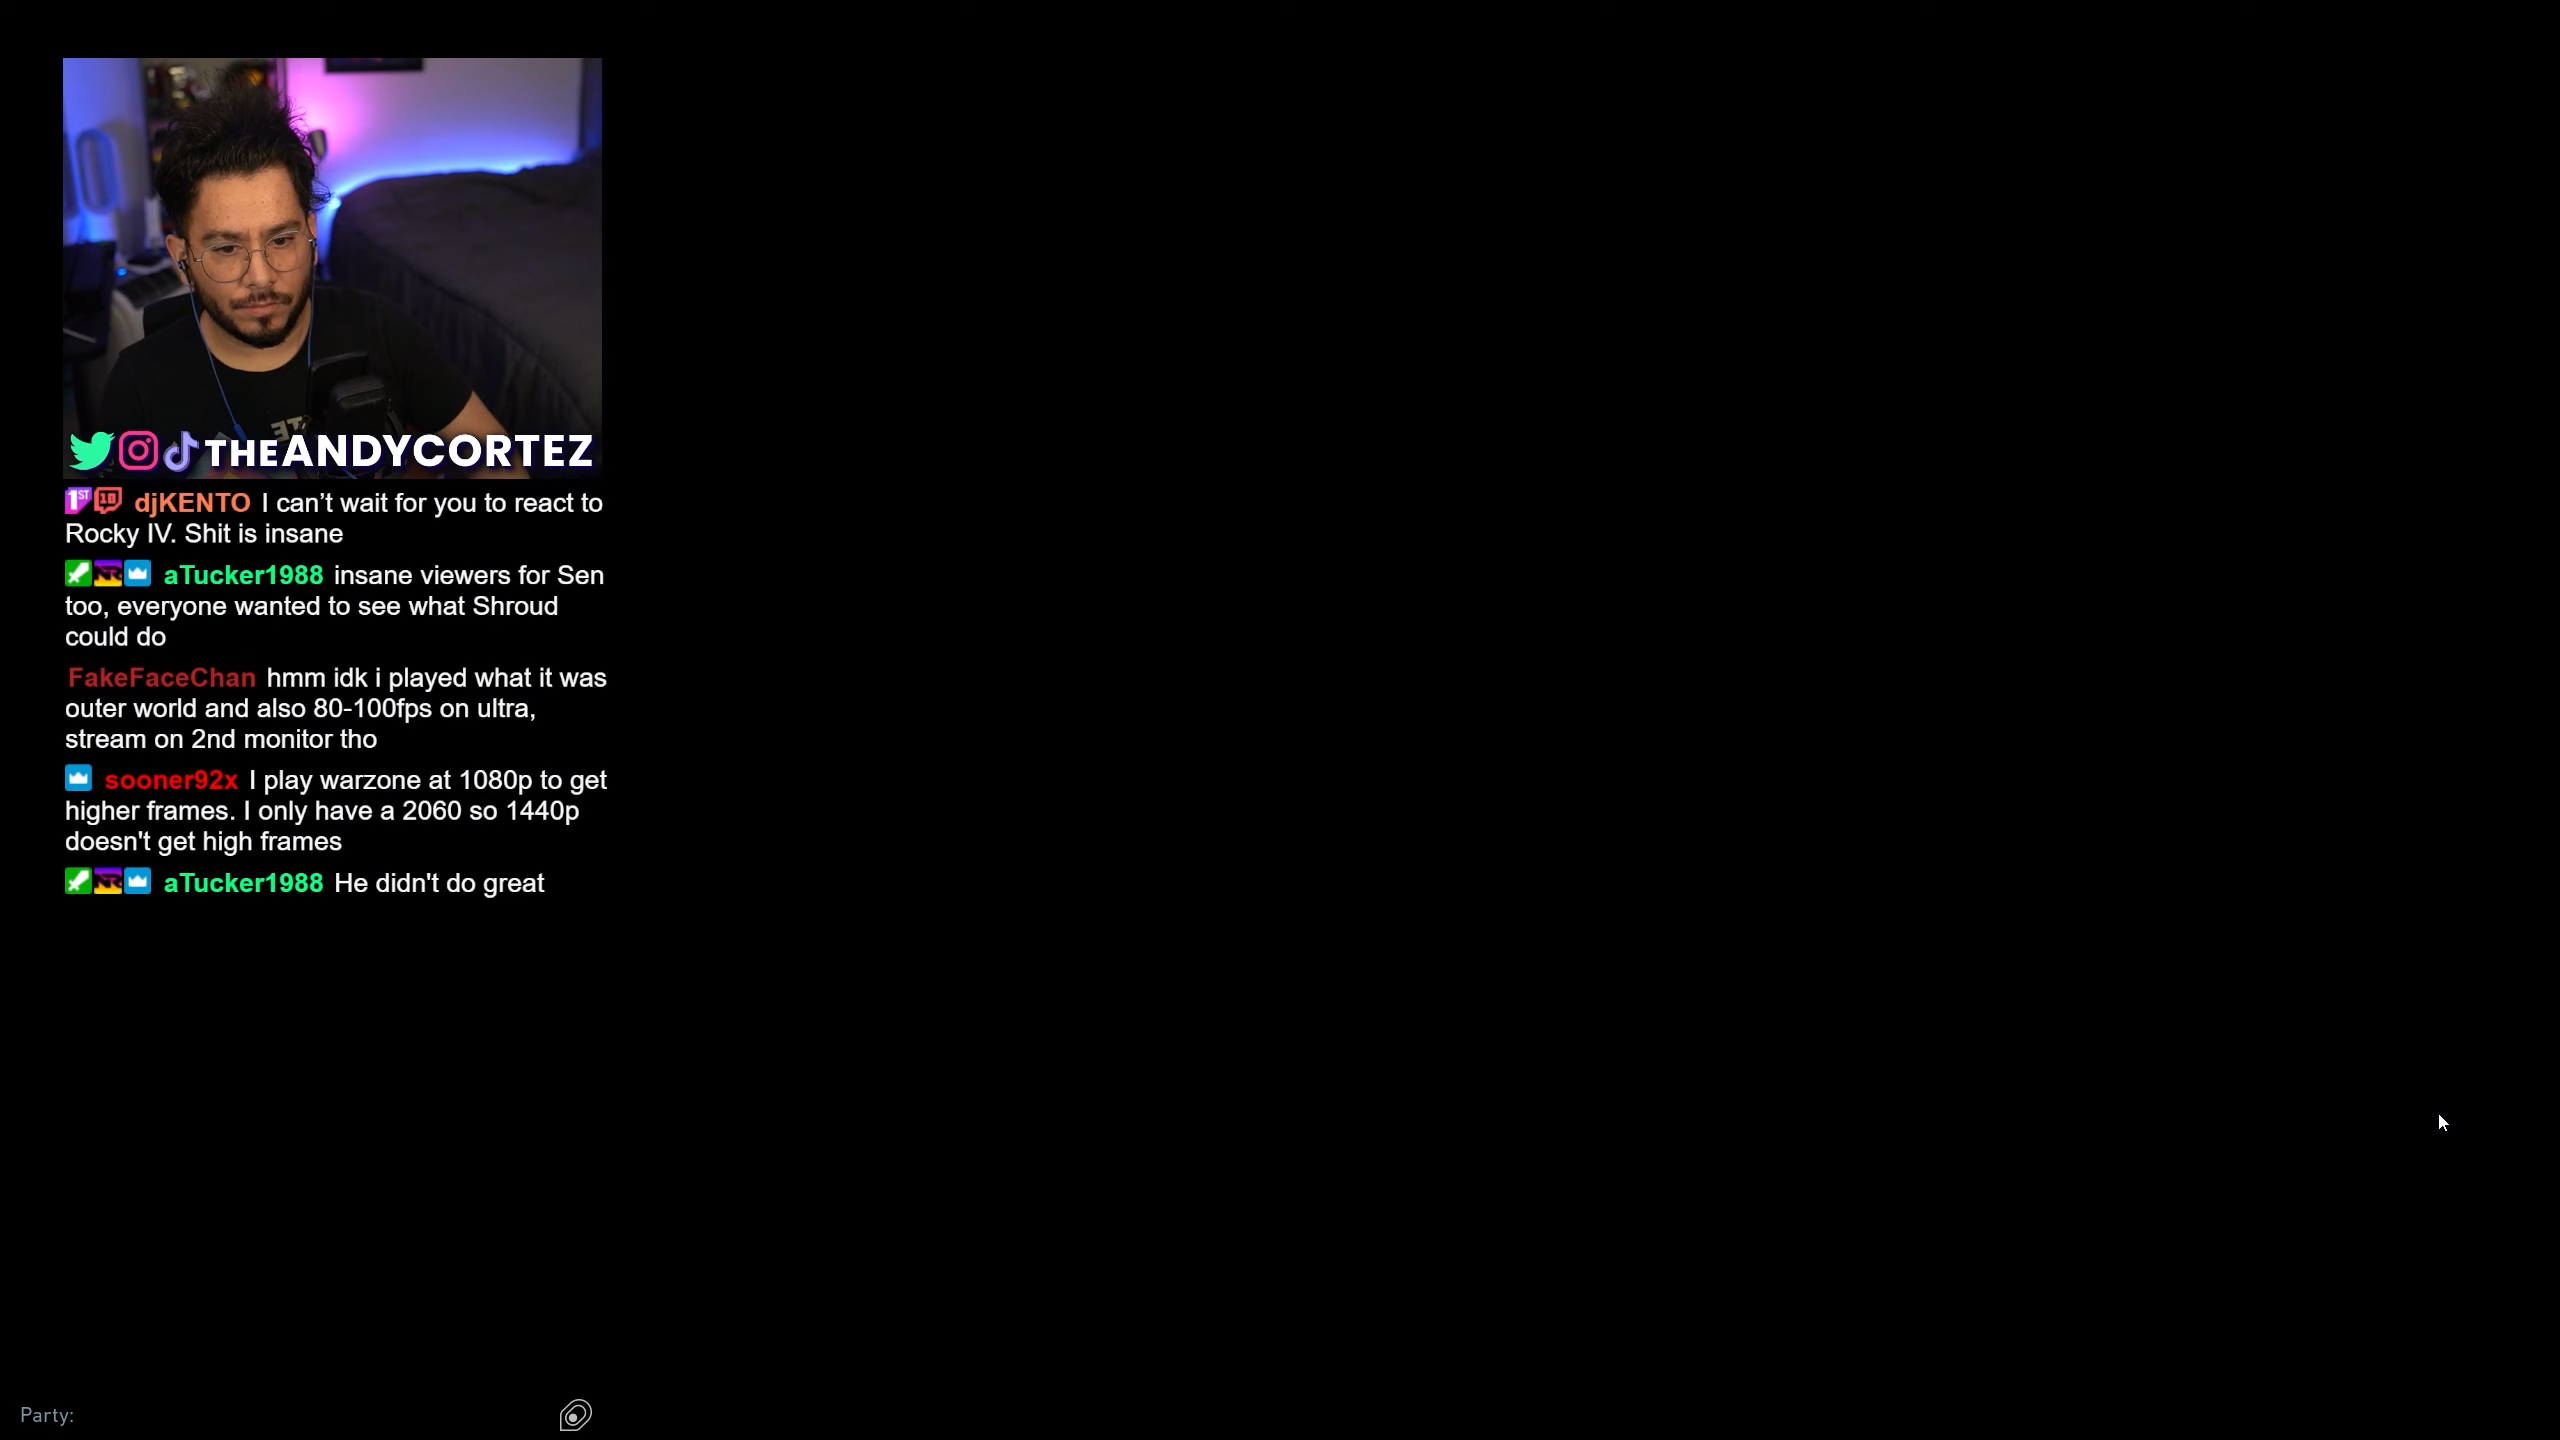 THEANDYCORTEZ
djKENTO I can’t wait for you to react to
Rocky IV. Shit is insane
aTucker1988 insane viewers for Sen
too, everyone wanted to see what Shroud
could do
FakeFaceChan hmm idk i played what it was
outer world and also 80-100fps on ultra,
stream on 2nd monitor tho
sooner92x I play warzone at 1080p to get
higher frames. I only have a 2060 so 1440p
doesn't get high frames
aTucker1988 He didn't do great
Party: